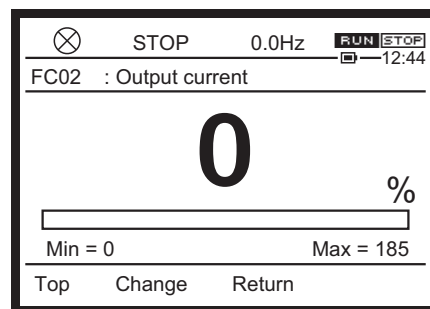 STOP 0.0Hz RUN STOP
12:44
FC02 : Output current
0
%
Min = 0 Max = 185
Top Change Return